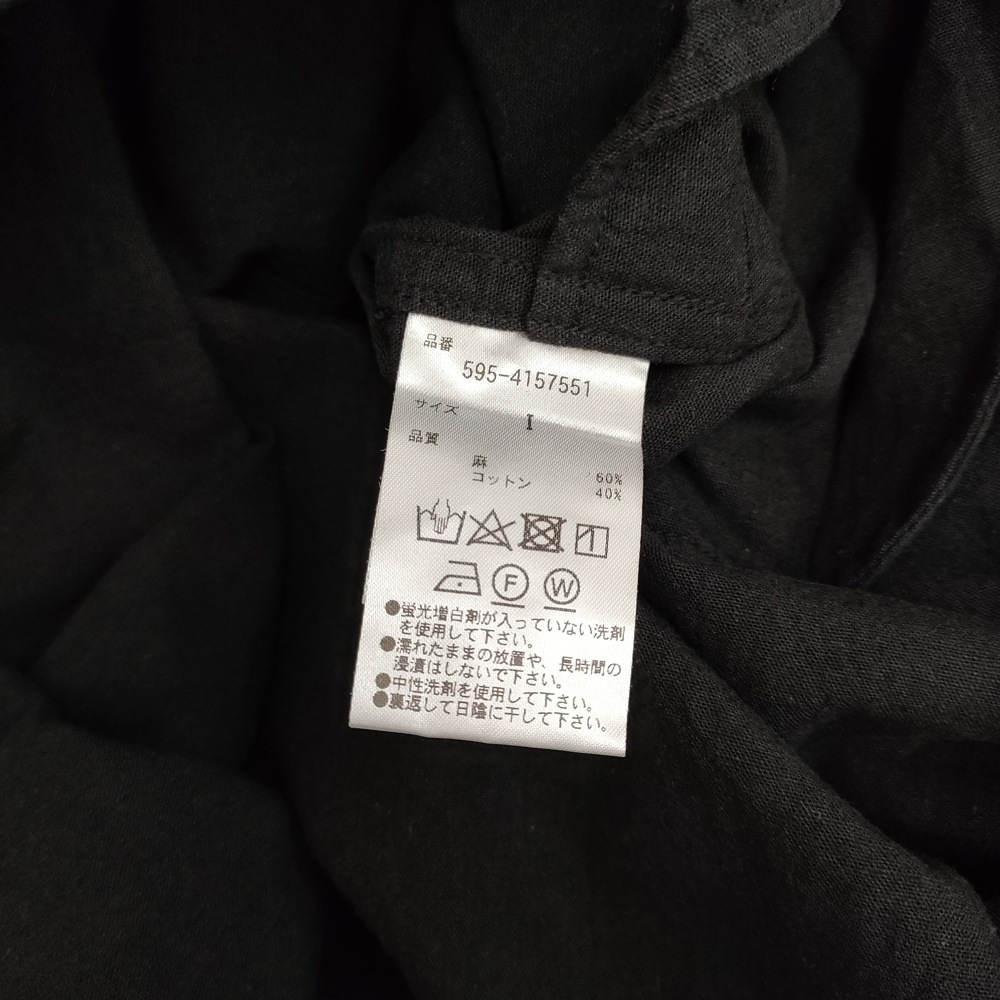 品番
595-4157551
サイズ I
品質
麻 60%
コットン 40%
F W
●蛍光増白剤が入っていない洗剤
を使用して下さい。
●濡れたままの放置や、長時間の
浸漬はしないで下さい。
●中性洗剤を使用して下さい。
●裏返して日陰に干して下さい。